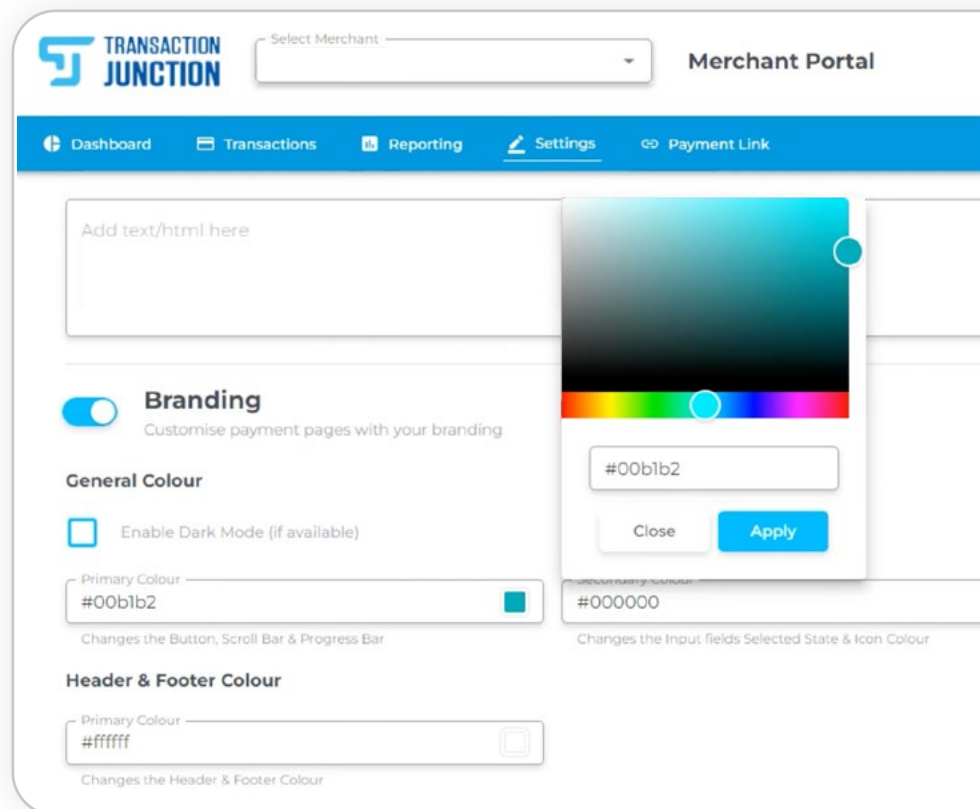 TRANSACTION
JUNCTION
Select Merchant
Merchant Portal
Dashboard
Transactions
Reporting
Settings
Payment Link
Add text/html here
Branding
Customise payment pages with your branding
General Colour
Enable Dark Mode (if available)
#00b1b2
Close
Apply
Primary Colour
#00b1b2
Changes the Button, Scroll Bar & Progress Bar
Secondary Colour
#000000
Changes the Input fields Selected State & Icon Colour
Header & Footer Colour
Primary Colour
#ffffff
Changes the Header & Footer Colour